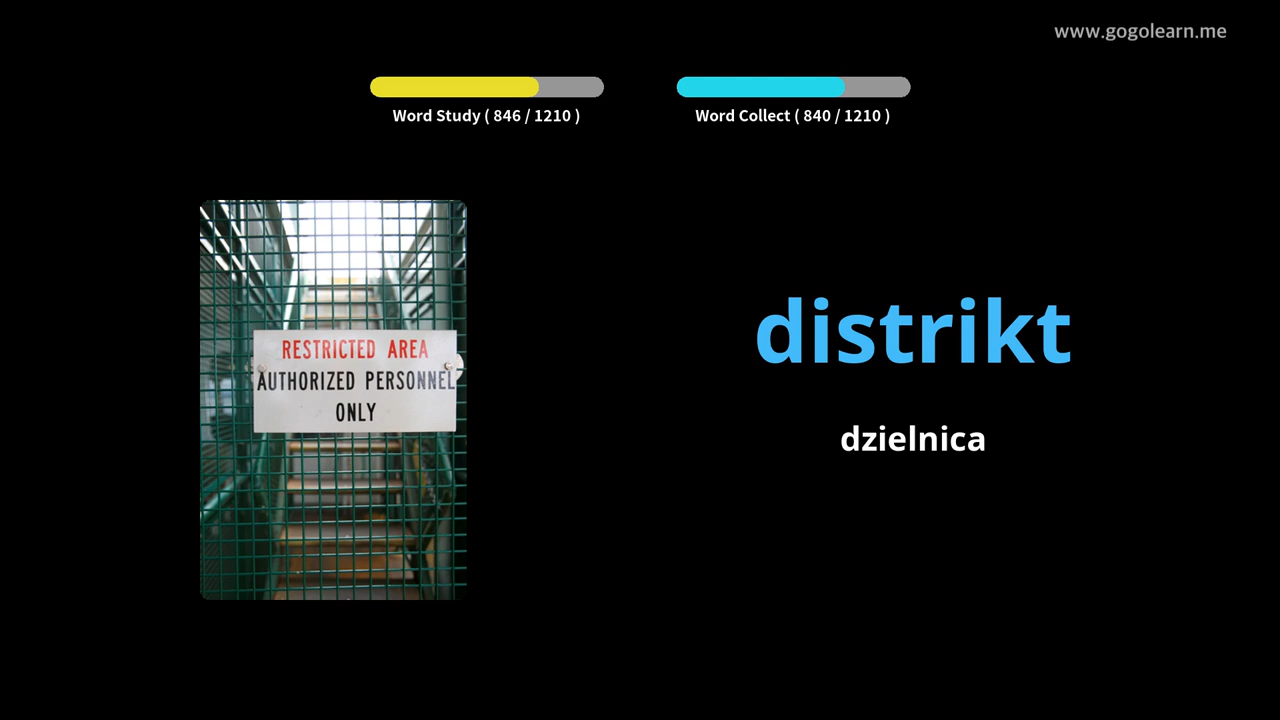 www.gogolearn.me
Word Study ( 846 / 1210 )
Word Collect ( 840 / 1210 )
RESTRICTED AREA
AUTHORIZED PERSONNEL
ONLY
distrikt
dzielnica